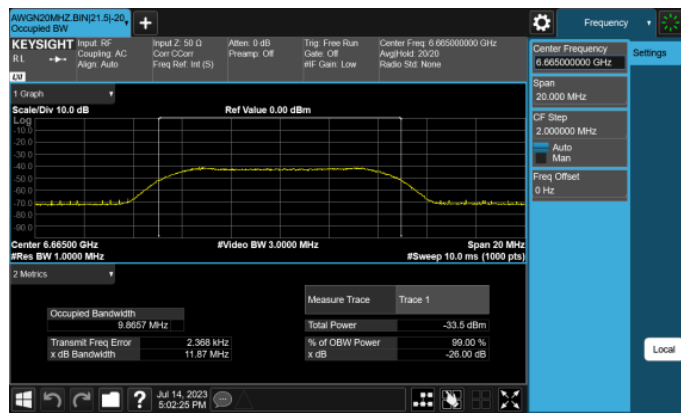 AWGN20MHZ.BIN|21.5|-20,
Occupied BW
Frequency
KEYSIGHT
RL
LXI
Input: RF
Coupling: AC
Align: Auto
Input Z: 50 Ω
Corr CCorr
Freq Ref: Int (S)
Atten: 0 dB
Preamp: Off
Trig: Free Run
Gate: Off
#IF Gain: Low
Center Freq: 6.665000000 GHz
Avg|Hold: 20/20
Radio Std: None
Center Frequency
6.665000000 GHz
Settings
Span
20.000 MHz
CF Step
2.000000 MHz
Auto
Man
Freq Offset
0 Hz
1 Graph
Scale/Div 10.0 dB
Ref Value 0.00 dBm
Log
-10.0
-20.0
-30.0
-40.0
-50.0
-60.0
-70.0
-80.0
-90.0
Center 6.66500 GHz
#Video BW 3.0000 MHz
Span 20 MHz
#Res BW 1.0000 MHz
#Sweep 10.0 ms (1000 pts)
2 Metrics
Measure Trace
Trace 1
Occupied Bandwidth
9.8657 MHz
Total Power
-33.5 dBm
Transmit Freq Error
2.368 kHz
% of OBW Power
99.00 %
x dB Bandwidth
11.87 MHz
x dB
-26.00 dB
Local
?
Jul 14, 2023
5:02:25 PM